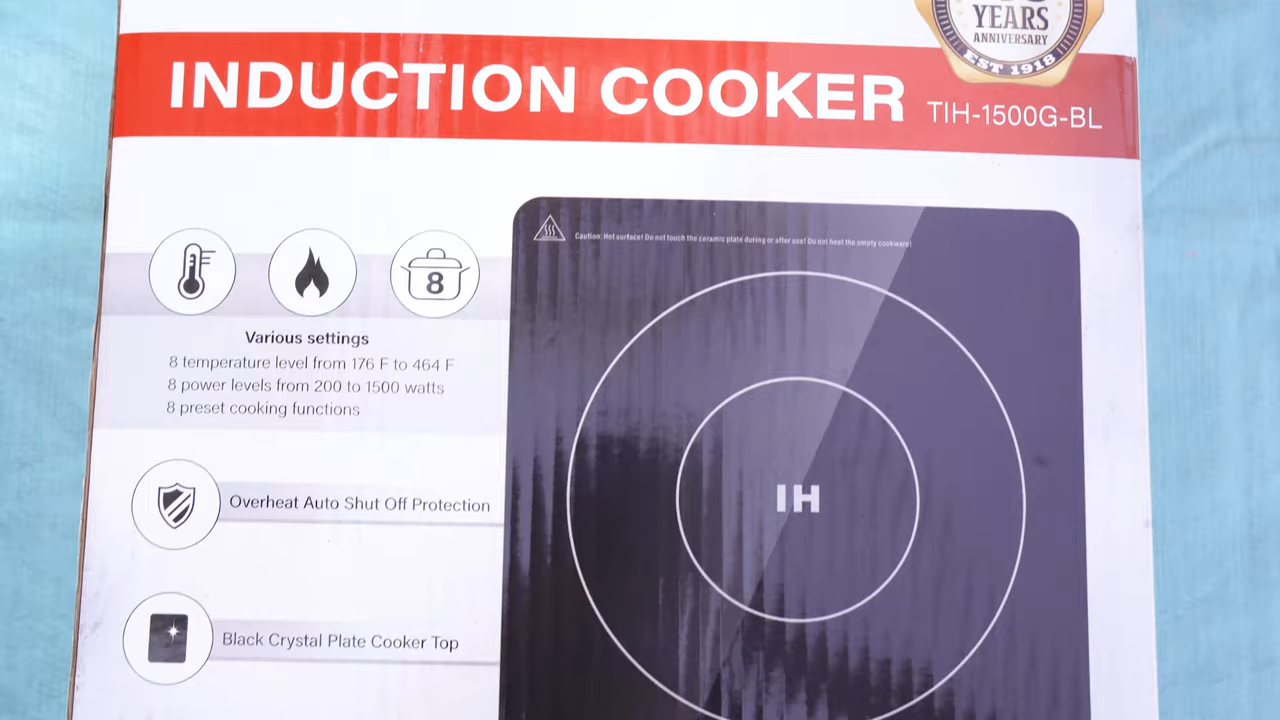 YEARS
ANNIVERSARY
EST 1918
INDUCTION COOKER TIH-1500G-BL
Caution: Hot surface! Do not touch the ceramic plate during or after use! Do not heat the empty cookware!
8
Various settings
8 temperature level from 176 F to 464 F
8 power levels from 200 to 1500 watts
8 preset cooking functions
Overheat Auto Shut Off Protection
IH
Black Crystal Plate Cooker Top